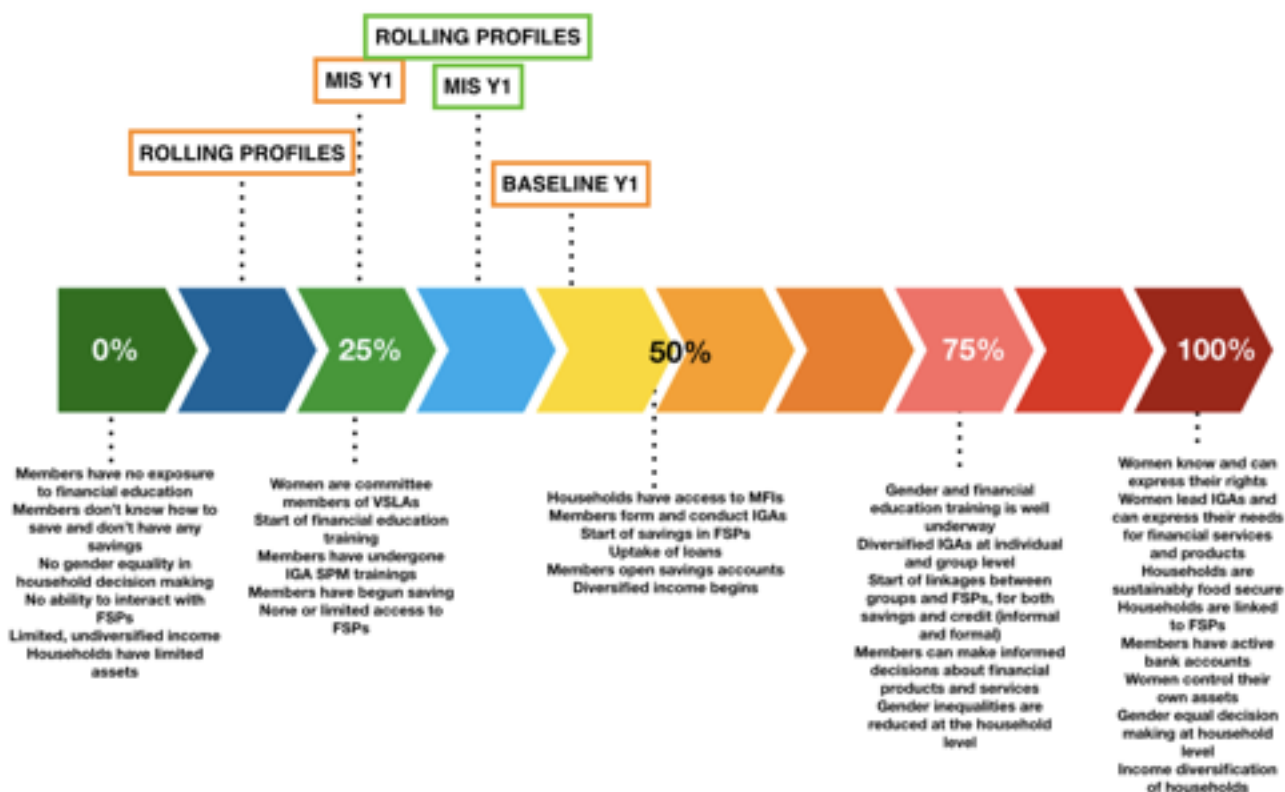 ROLLING PROFILES
MIS Y1
MIS Y1
ROLLING PROFILES
BASELINE Y1
0%
25%
50%
75%
100%
Members have no exposure
to financial education
Members don't know how to
save and don't have any
savings
No gender equality in
household decision making
No ability to interact with
FSPs
Limited, undiversified income
Households have limited
assets
Women are committee
members of VSLAs
Start of financial education
training
Members have undergone
IGA SPM trainings
Members have begun saving
None or limited access to
FSPs
Households have access to MFIs
Members form and conduct IGAs
Start of savings in FSPs
Uptake of loans
Members open savings accounts
Diversified income begins
Gender and financial
education training is well
underway
Diversified IGAs at individual
and group level
Start of linkages between
groups and FSPs, for both
savings and credit (informal
and formal)
Members can make informed
decisions about financial
products and services
Gender inequalities are
reduced at the household
level
Women know and can
express their rights
Women lead IGAs and
can express their needs
for financial services
and products
Households are
sustainably food secure
Households are linked
to FSPs
Members have active
bank accounts
Women control their
own assets
Gender equal decision
making at household
level
Income diversification
of households